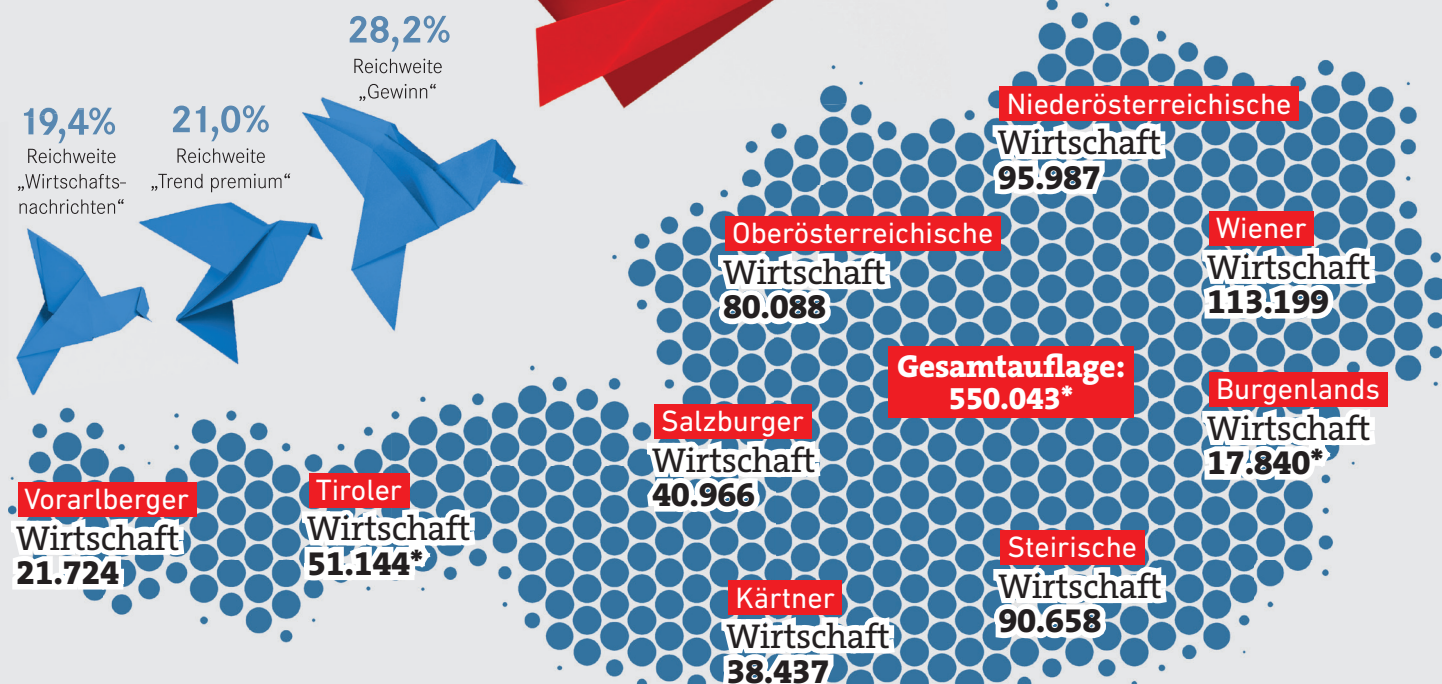 28,2%
Reichweite
„Gewinn“
19,4%
Reichweite
„Wirtschafts-
nachrichten“
21,0%
Reichweite
„Trend premium“
Niederösterreichische
Wirtschaft
95.987
Oberösterreichische
Wirtschaft
80.088
Wiener
Wirtschaft
113.199
Gesamtauflage:
550.043*
Burgenlands
Wirtschaft
17.840*
Salzburger
Wirtschaft
40.966
Vorarlberger
Wirtschaft
21.724
Tiroler
Wirtschaft
51.144*
Steirische
Wirtschaft
90.658
Kärtner
Wirtschaft
38.437